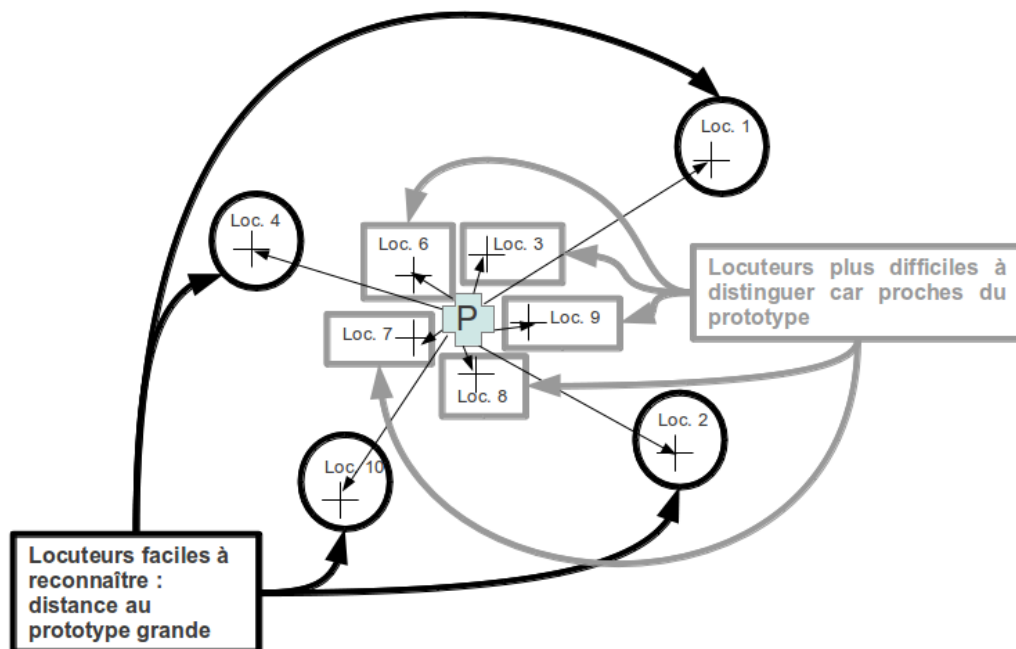 Loc. 1
Loc. 4
Loc. 6
Loc. 3
Locuteurs plus difficiles à
distinguer car proches du
prototype
P
Loc. 9
Loc. 7
Loc. 8
Loc. 2
Loc. 10
Locuteurs faciles à
reconnaître :
distance au
prototype grande